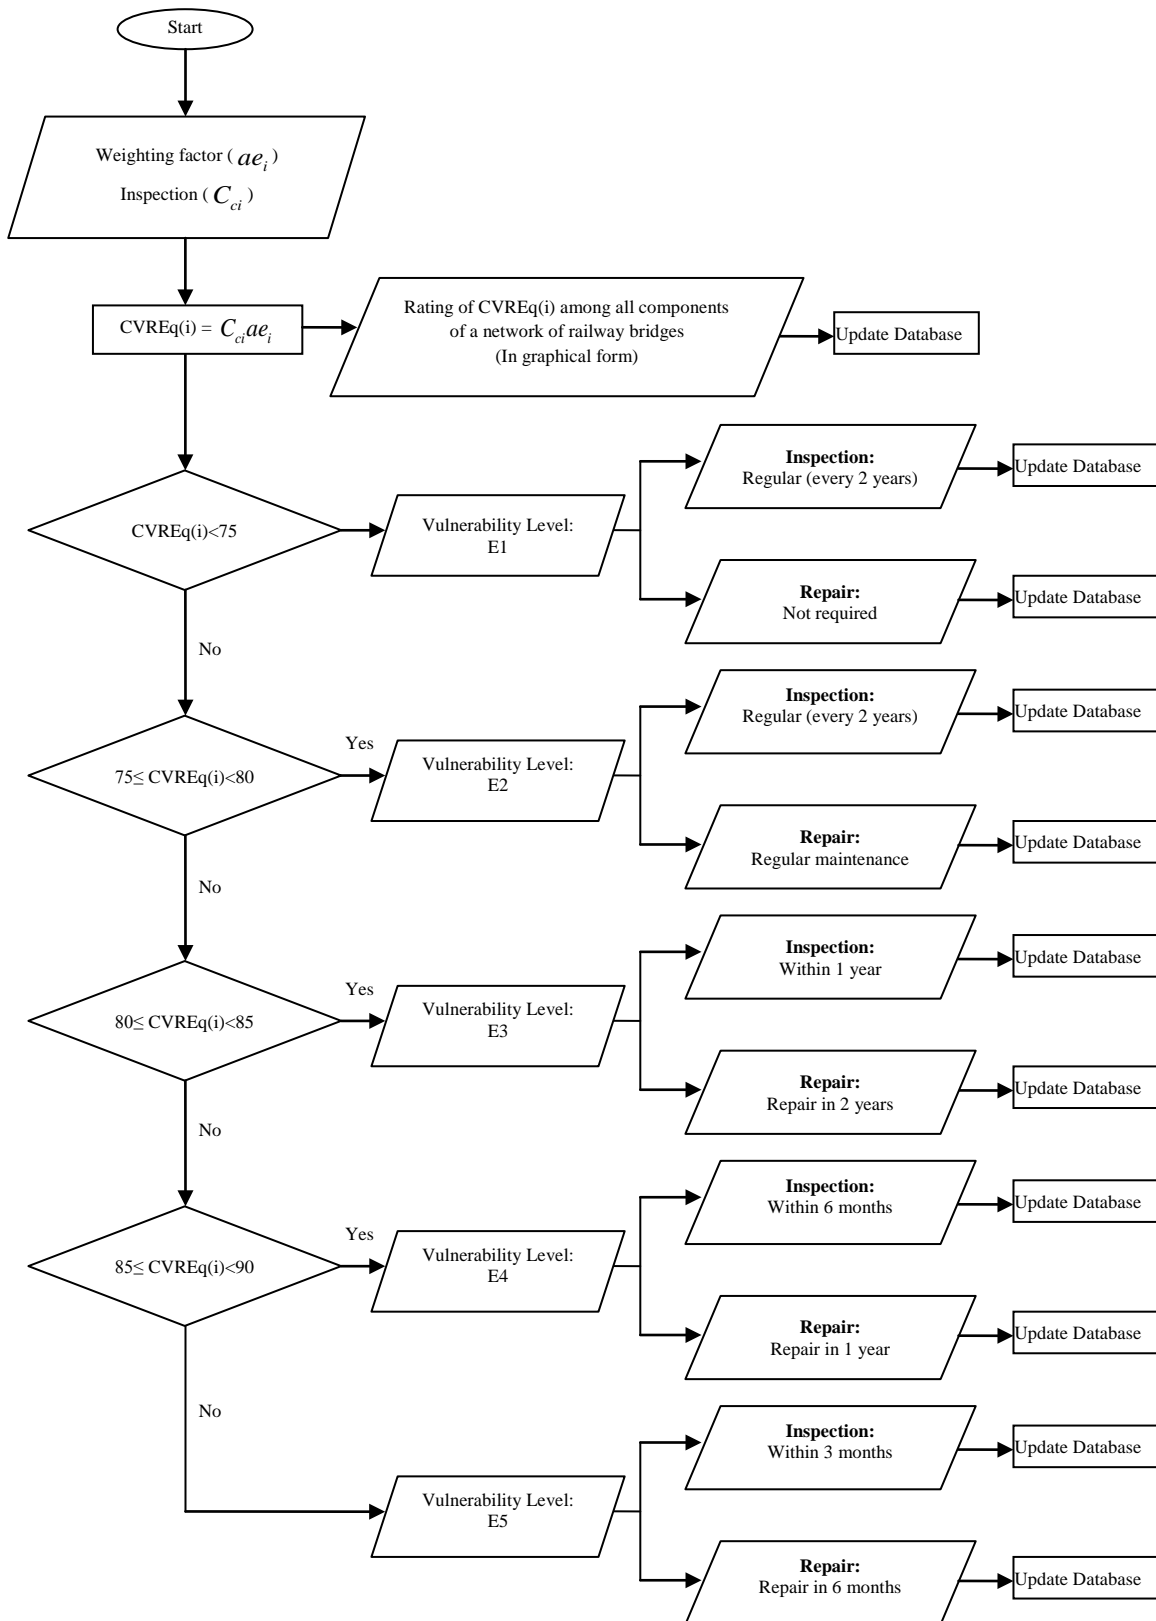 Start
Weighting factor ( ae_i )
Inspection ( C_ci )
CVREq(i) = C_ci ae_i
Rating of CVREq(i) among all components
of a network of railway bridges
(In graphical form)
Update Database
CVREq(i)<75
Vulnerability Level:
E1
Inspection:
Regular (every 2 years)
Update Database
Repair:
Not required
Update Database
No
75≤ CVREq(i)<80
Yes
Vulnerability Level:
E2
Inspection:
Regular (every 2 years)
Update Database
Repair:
Regular maintenance
Update Database
No
80≤ CVREq(i)<85
Yes
Vulnerability Level:
E3
Inspection:
Within 1 year
Update Database
Repair:
Repair in 2 years
Update Database
No
85≤ CVREq(i)<90
Yes
Vulnerability Level:
E4
Inspection:
Within 6 months
Update Database
Repair:
Repair in 1 year
Update Database
No
Vulnerability Level:
E5
Inspection:
Within 3 months
Update Database
Repair:
Repair in 6 months
Update Database